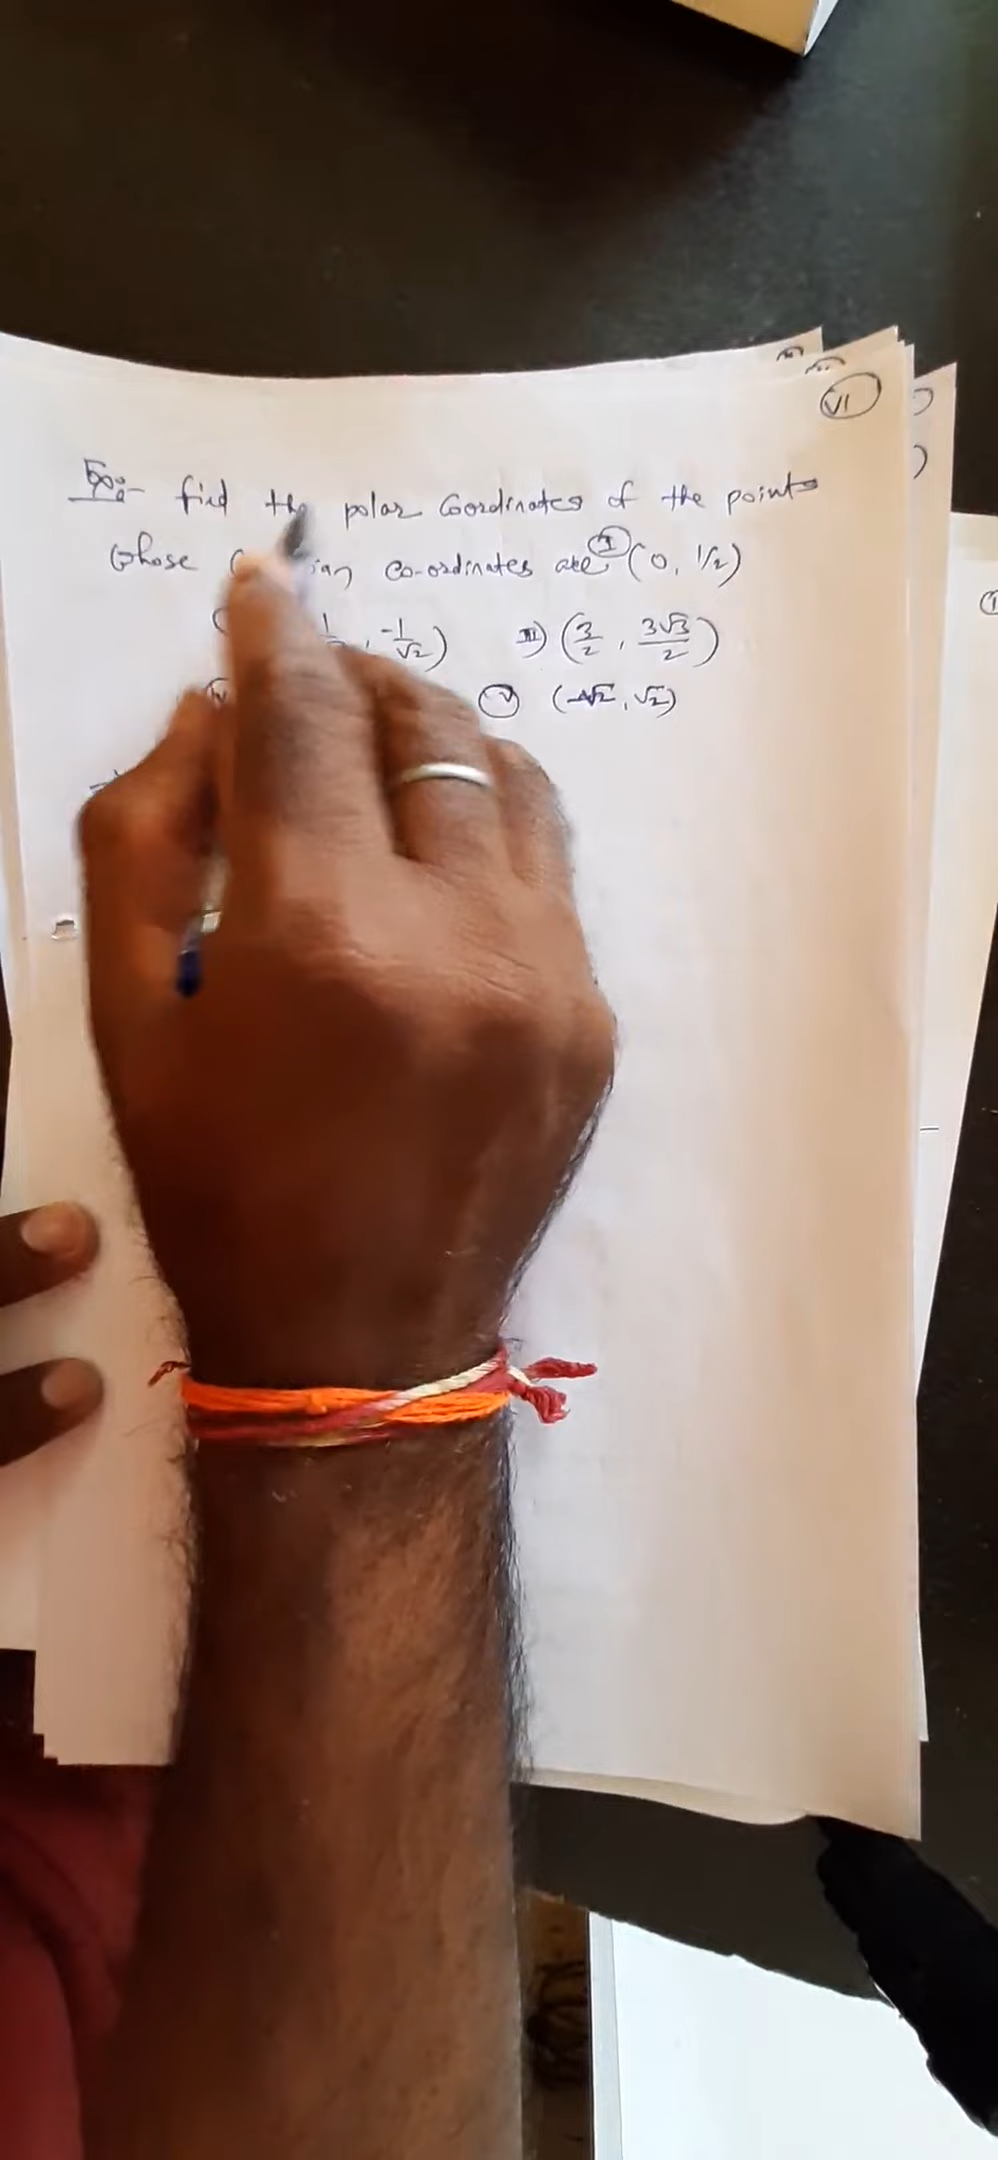 VI
Ex:- find the polar Coordinates of the points
whose co-ordinates are I (0, 1/2)
-1/√2) III) (3/2, 3√3/2)
V (-√2, √2)